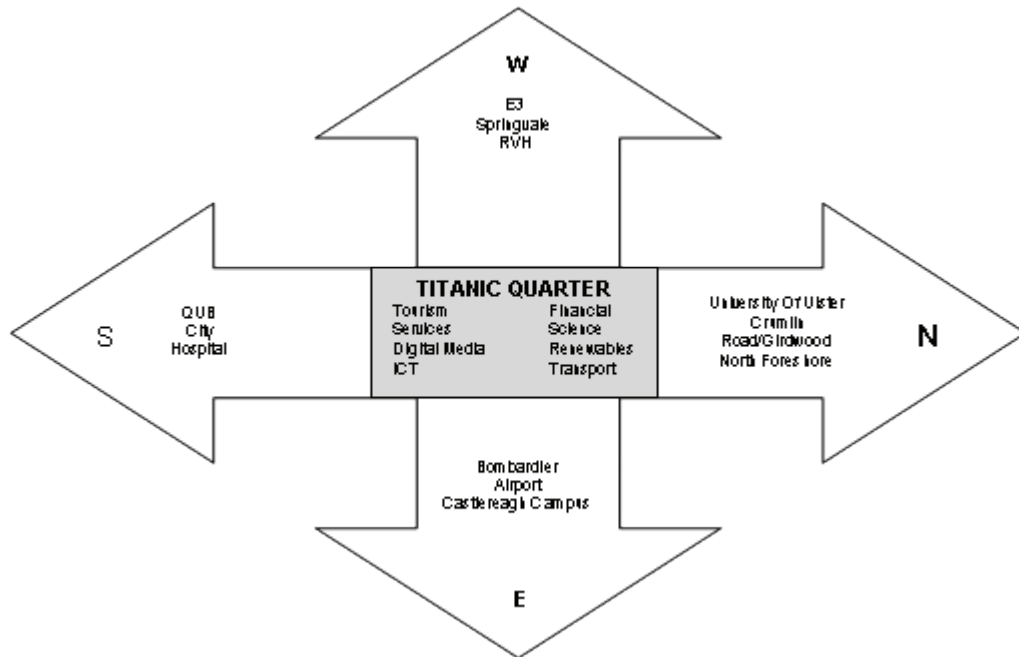 W
E3
Springvale
RVH
S
QUB
City
Hospital
TITANIC QUARTER
Tourism Financial
Services Science
Digital Media Renewables
ICT Transport
University Of Ulster
Crumlin
Road/Girdwood
North Foreshore
N
Bombardier
Airport
Castlereagh Campus
E